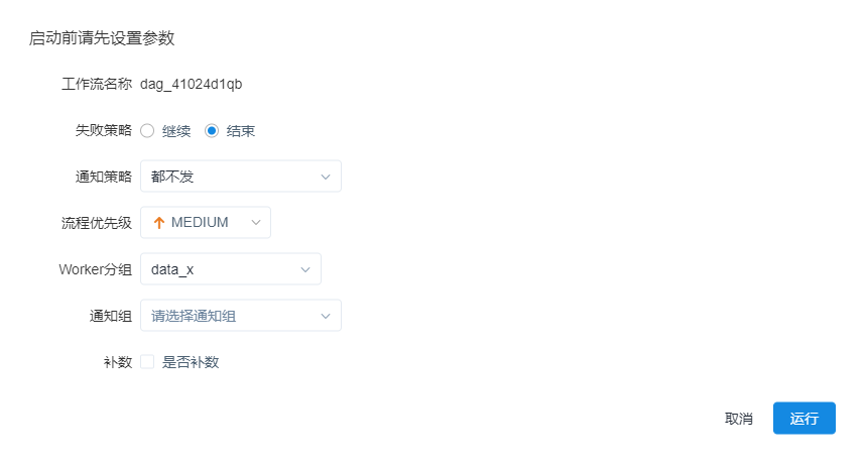 启动前请先设置参数
工作流名称 dag_41024d1qb
失败策略 继续 结束
通知策略 都不发
流程优先级 MEDIUM
Worker分组 data_x
通知组 请选择通知组
补数 是否补数
取消 运行